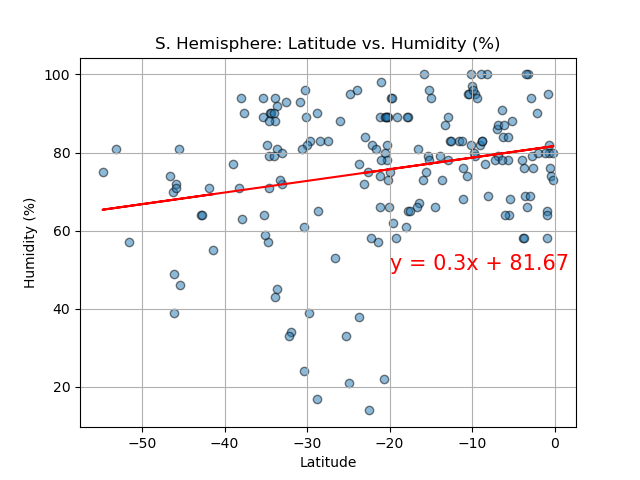 S. Hemisphere: Latitude vs. Humidity (%)
100
80
60
40
20
Humidity (%)
y = 0.3x + 81.67
−50 −40 −30 −20 −10 0
Latitude